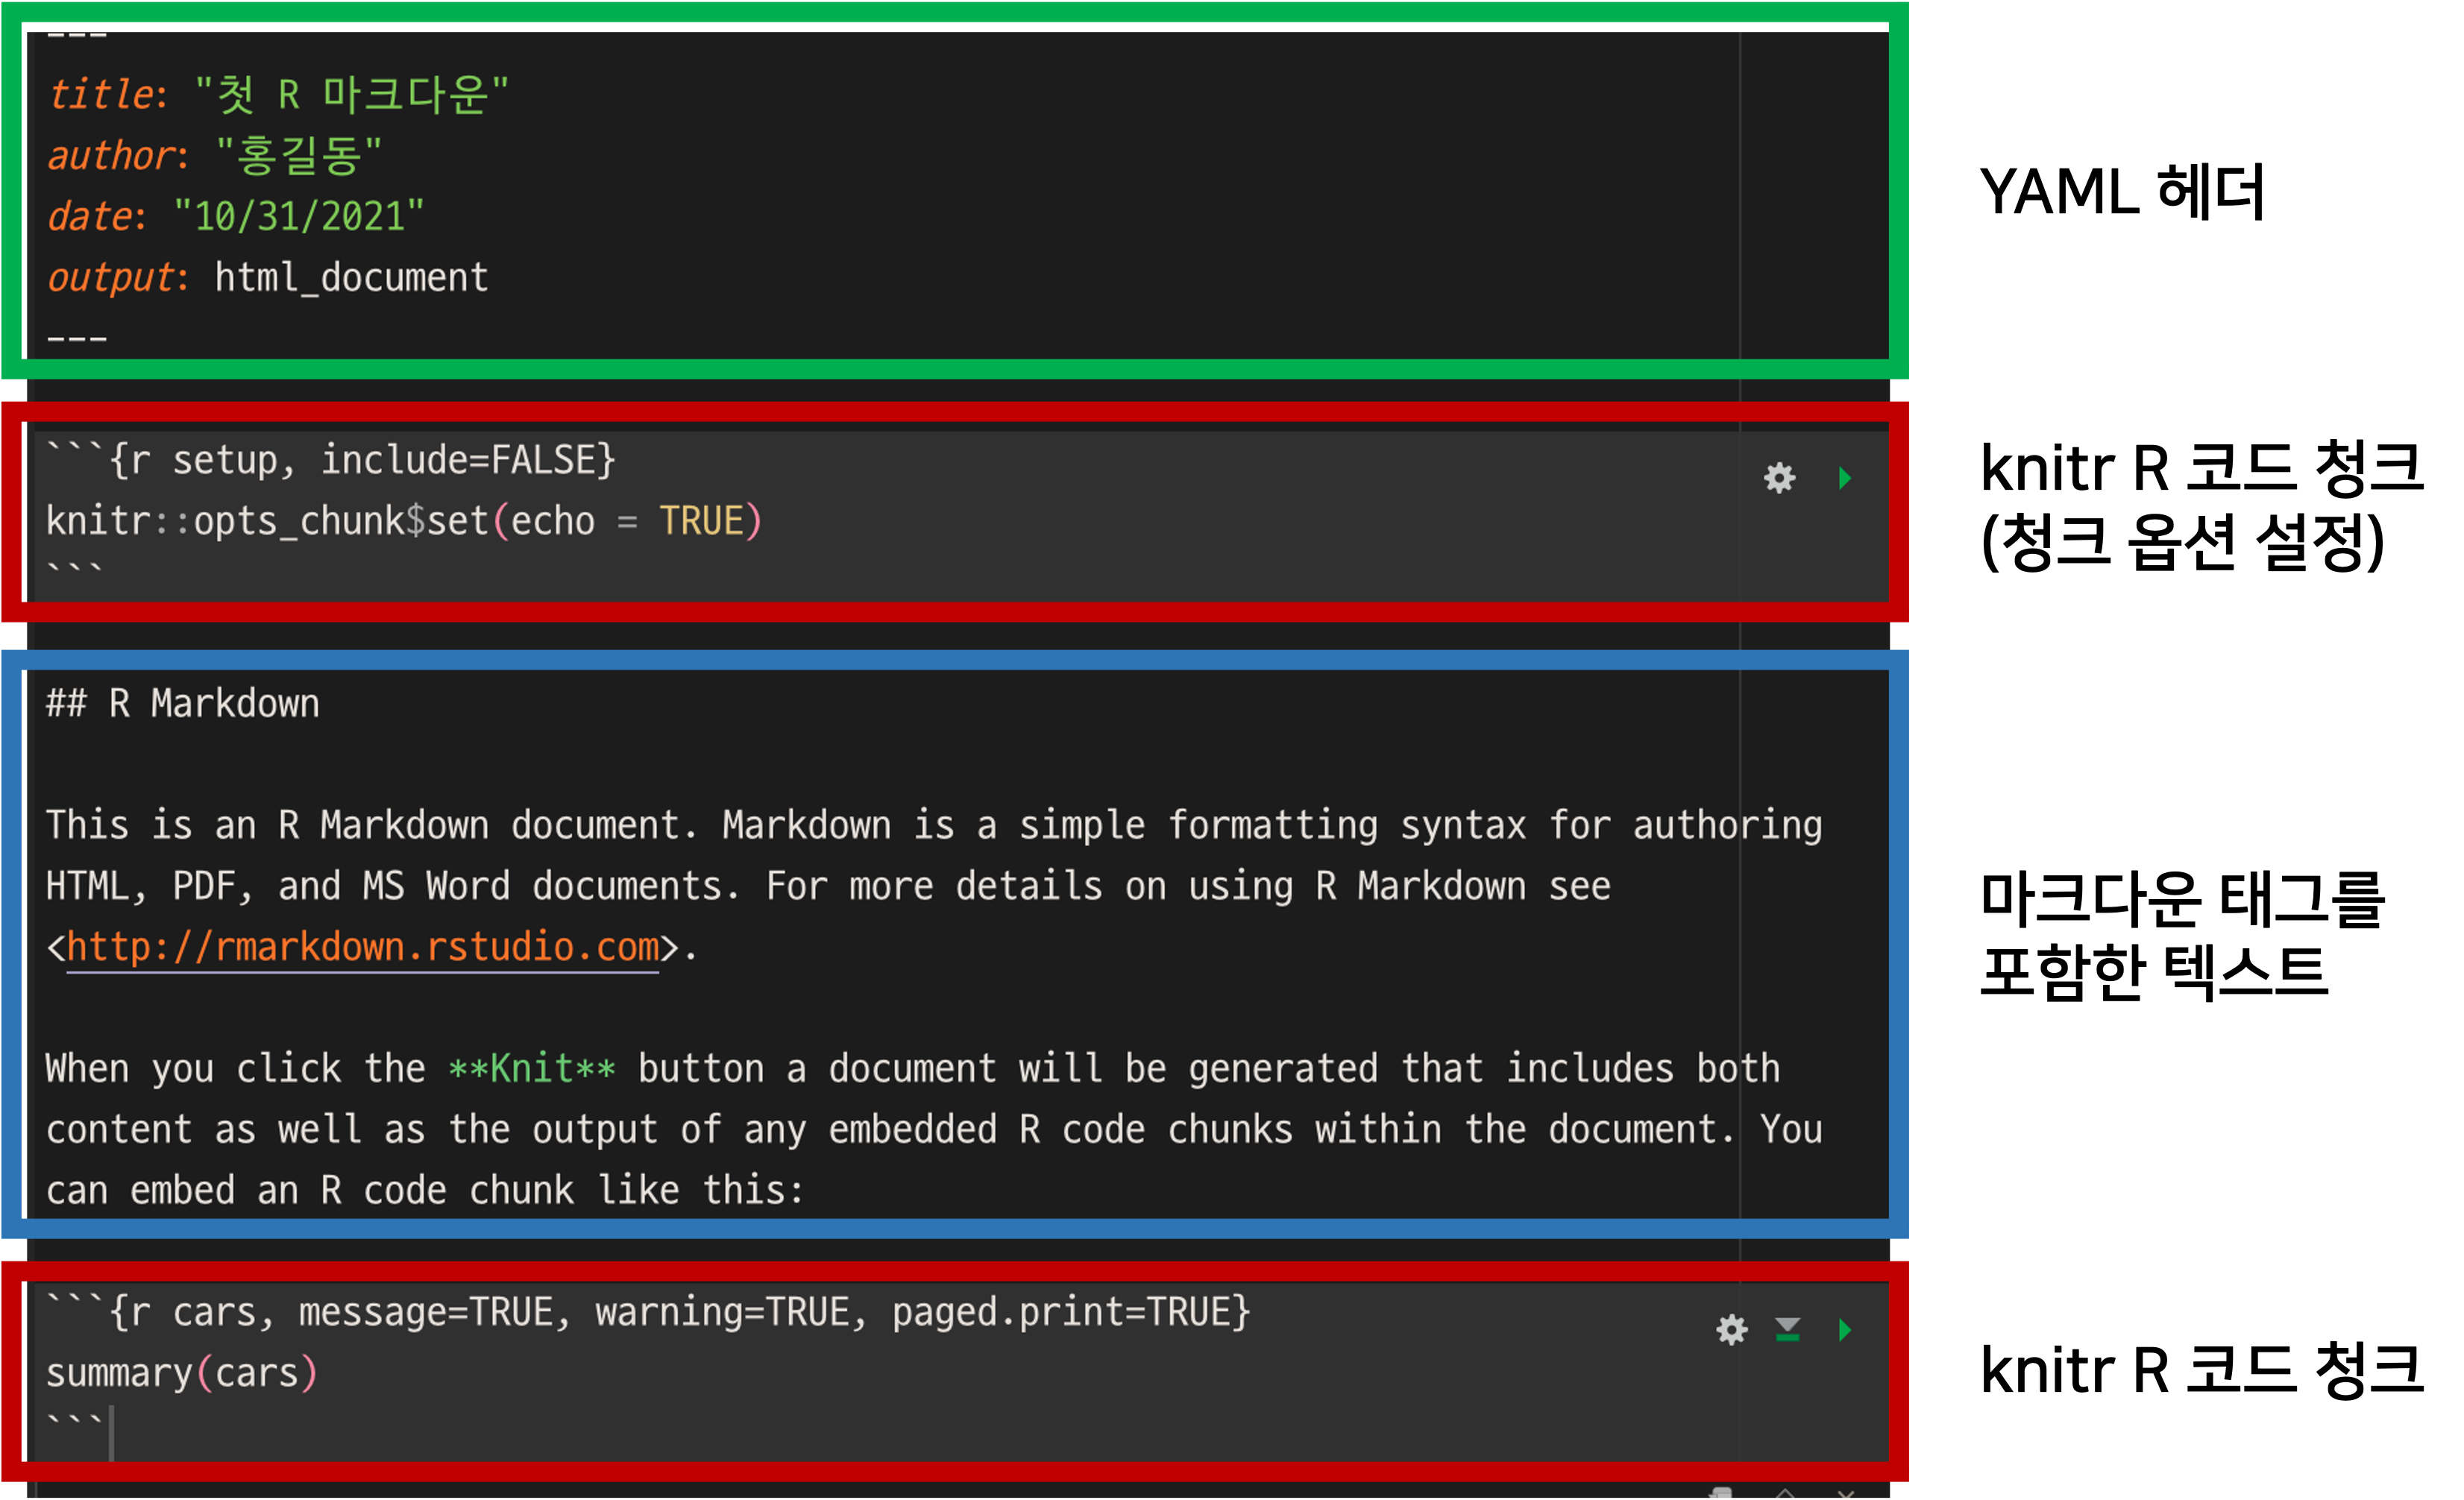 ---
title: "첫 R 마크다운"
author: "홍길동"
date: "10/31/2021"
output: html_document
---
YAML 헤더
```{r setup, include=FALSE}
knitr::opts_chunk$set(echo = TRUE)
```
knitr R 코드 청크
(청크 옵션 설정)
## R Markdown
This is an R Markdown document. Markdown is a simple formatting syntax for authoring
HTML, PDF, and MS Word documents. For more details on using R Markdown see
<http://rmarkdown.rstudio.com>.
When you click the **Knit** button a document will be generated that includes both
content as well as the output of any embedded R code chunks within the document. You
can embed an R code chunk like this:
마크다운 태그를
포함한 텍스트
```{r cars, message=TRUE, warning=TRUE, paged.print=TRUE}
summary(cars)
```
knitr R 코드 청크